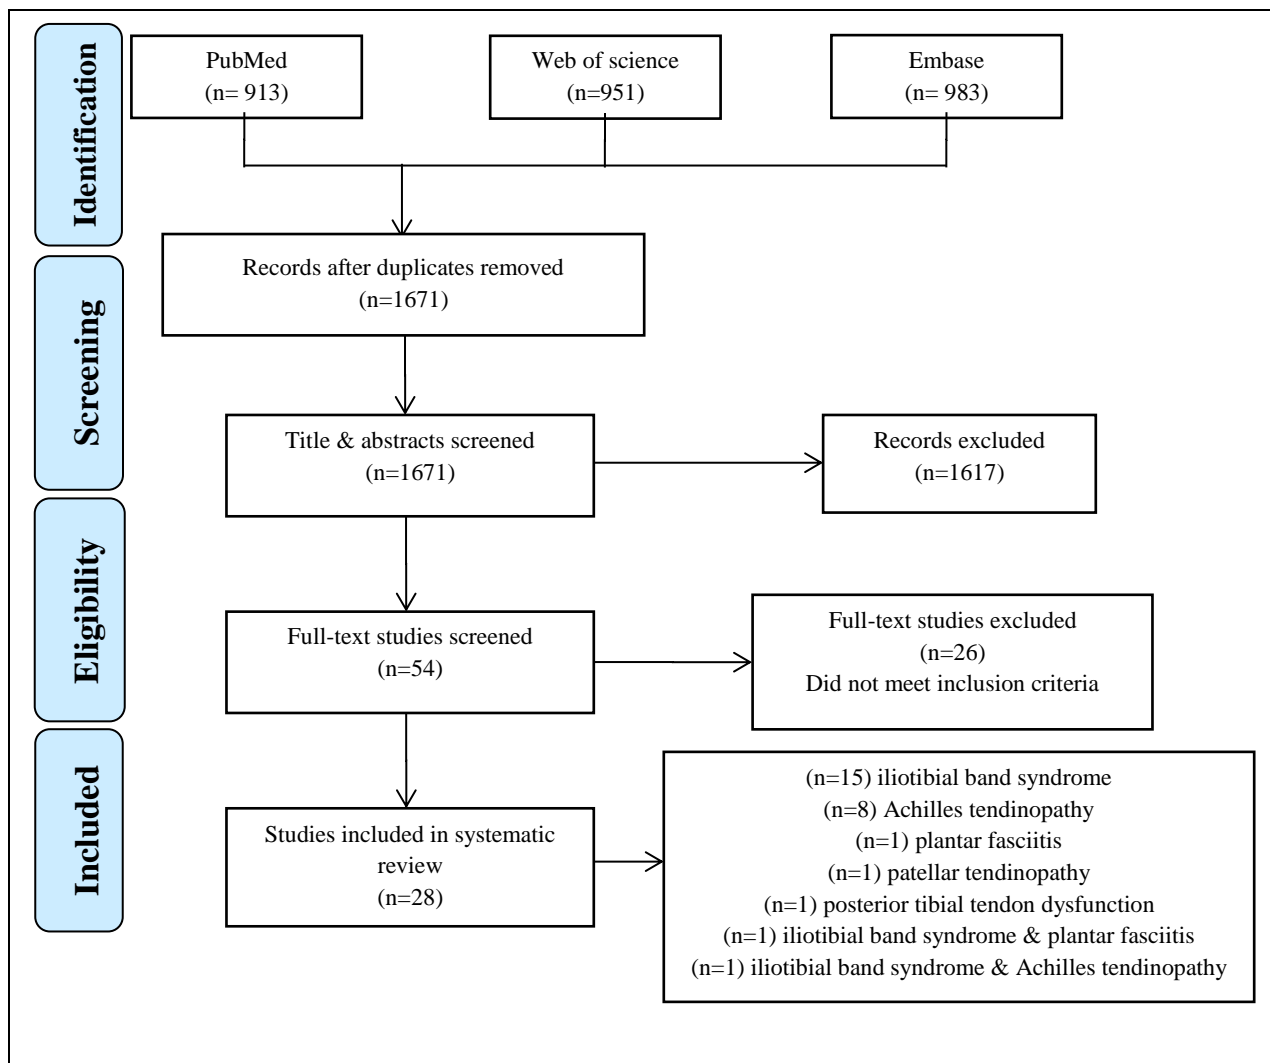 Identification
PubMed
(n= 913)
Web of science
(n=951)
Embase
(n= 983)
Records after duplicates removed
(n=1671)
Screening
Title & abstracts screened
(n=1671)
Records excluded
(n=1617)
Eligibility
Full-text studies screened
(n=54)
Full-text studies excluded
(n=26)
Did not meet inclusion criteria
Included
Studies included in systematic
review
(n=28)
(n=15) iliotibial band syndrome
(n=8) Achilles tendinopathy
(n=1) plantar fasciitis
(n=1) patellar tendinopathy
(n=1) posterior tibial tendon dysfunction
(n=1) iliotibial band syndrome & plantar fasciitis
(n=1) iliotibial band syndrome & Achilles tendinopathy